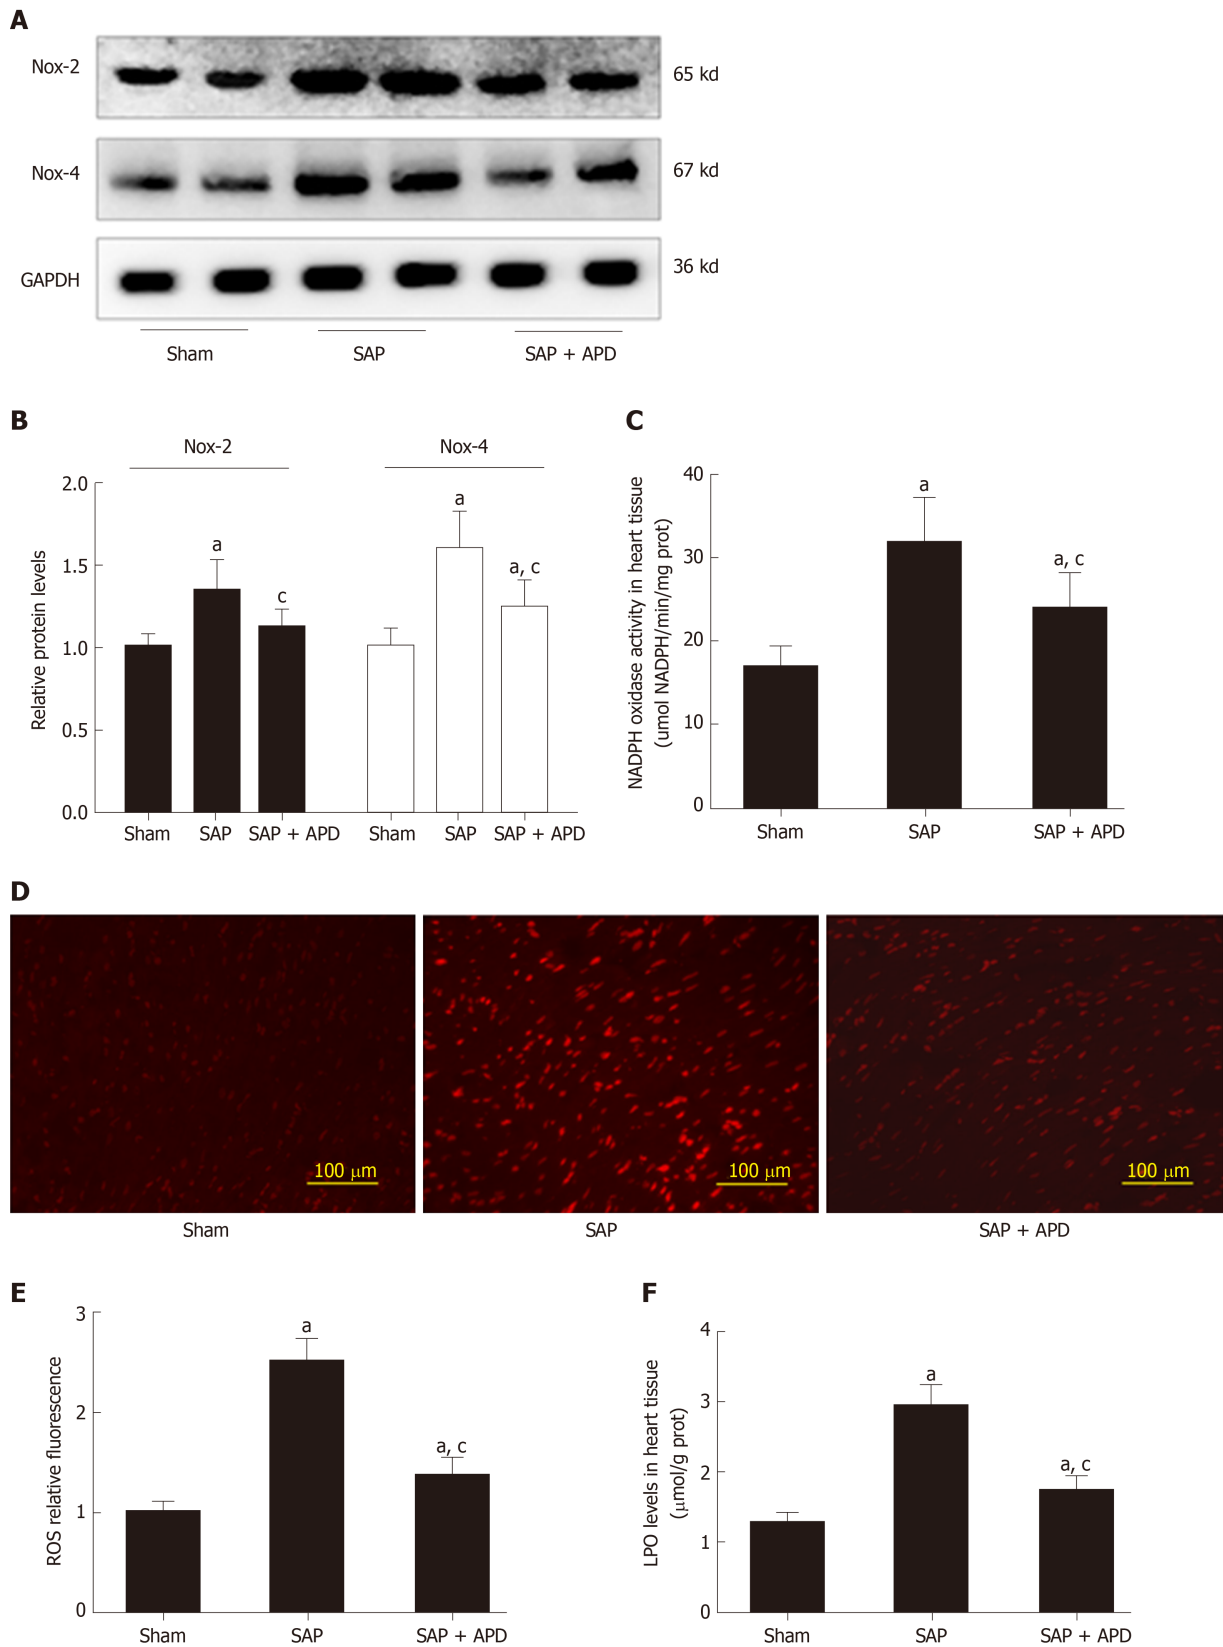 A
Nox-2
65 kd
Nox-4
67 kd
GAPDH
36 kd
Sham
SAP
SAP + APD
B
Nox-2
Nox-4
Relative protein levels
2.0
1.5
1.0
0.5
0.0
a
c
a
a, c
Sham
SAP
SAP + APD
Sham
SAP
SAP + APD
C
NADPH oxidase activity in heart tissue
(umol NADPH/min/mg prot)
40
30
20
10
0
a
a, c
Sham
SAP
SAP + APD
D
100 μm
100 μm
100 μm
Sham
SAP
SAP + APD
E
ROS relative fluorescence
3
2
1
0
a
a, c
Sham
SAP
SAP + APD
F
LPO levels in heart tissue
(μmol/g prot)
4
3
2
1
0
a
a, c
Sham
SAP
SAP + APD